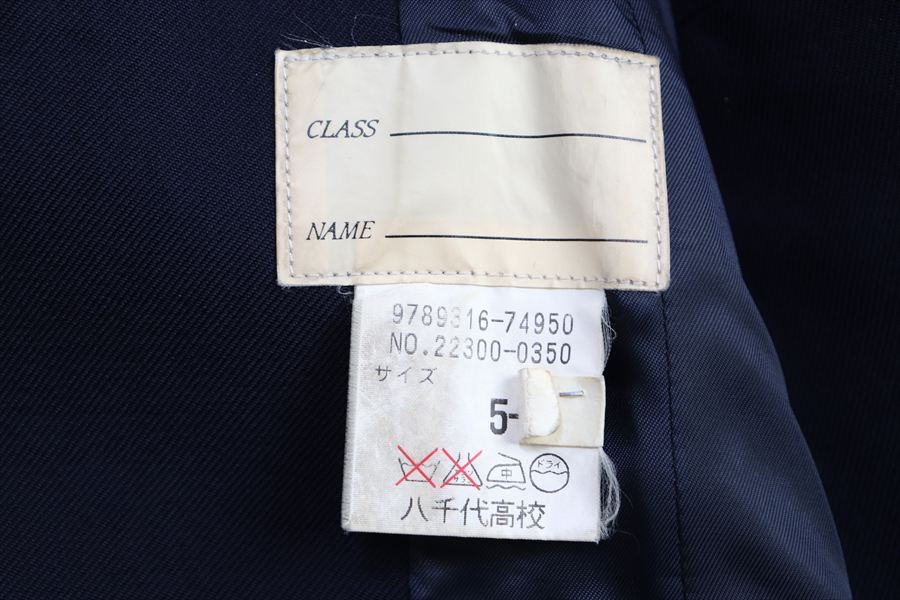 CLASS
NAME
9789316-74950
NO.22300-0350
サイズ
5-
中
ドライ
八千代高校